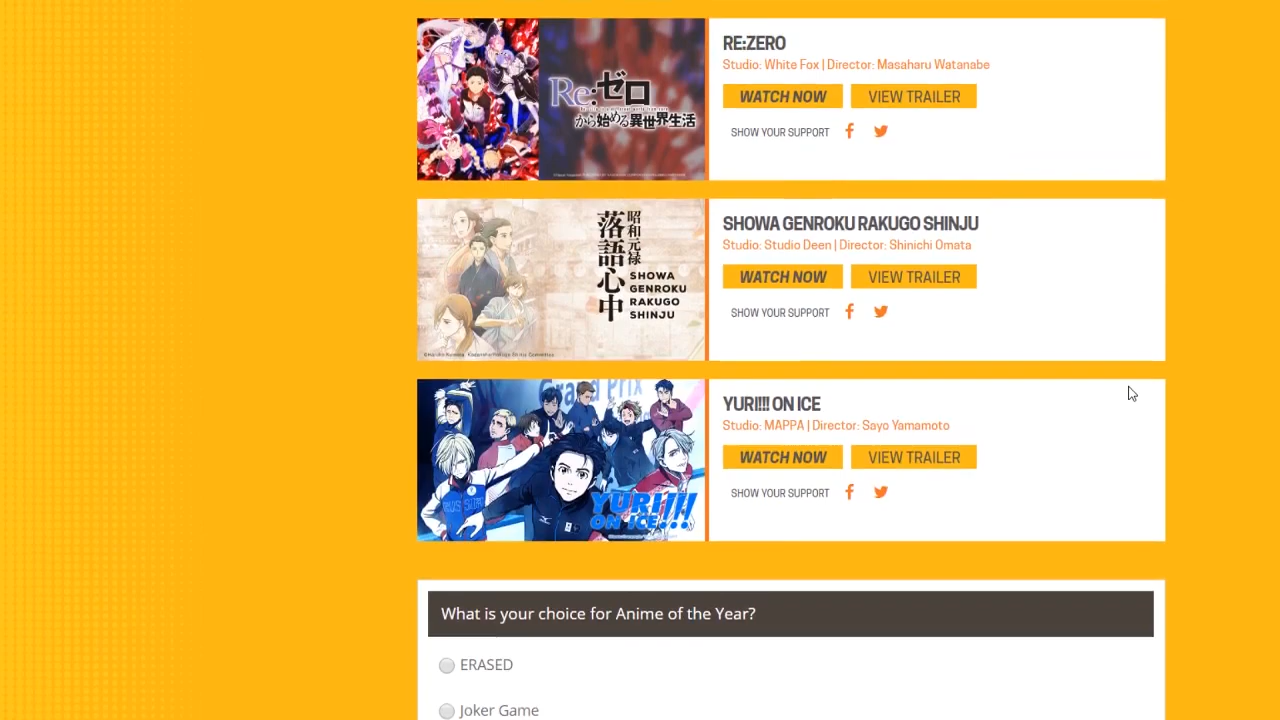 Re:ゼロ
から始める異世界生活
RE:ZERO
Studio: White Fox | Director: Masaharu Watanabe
WATCH NOW
VIEW TRAILER
SHOW YOUR SUPPORT
昭和元禄
落語心中
SHOWA
GENROKU
RAKUGO
SHINJU
SHOWA GENROKU RAKUGO SHINJU
Studio: Studio Deen | Director: Shinichi Omata
WATCH NOW
VIEW TRAILER
SHOW YOUR SUPPORT
Grand Prix
YURI!!!
ON ICE!!!
YURI!!! ON ICE
Studio: MAPPA | Director: Sayo Yamamoto
WATCH NOW
VIEW TRAILER
SHOW YOUR SUPPORT
What is your choice for Anime of the Year?
ERASED
Joker Game